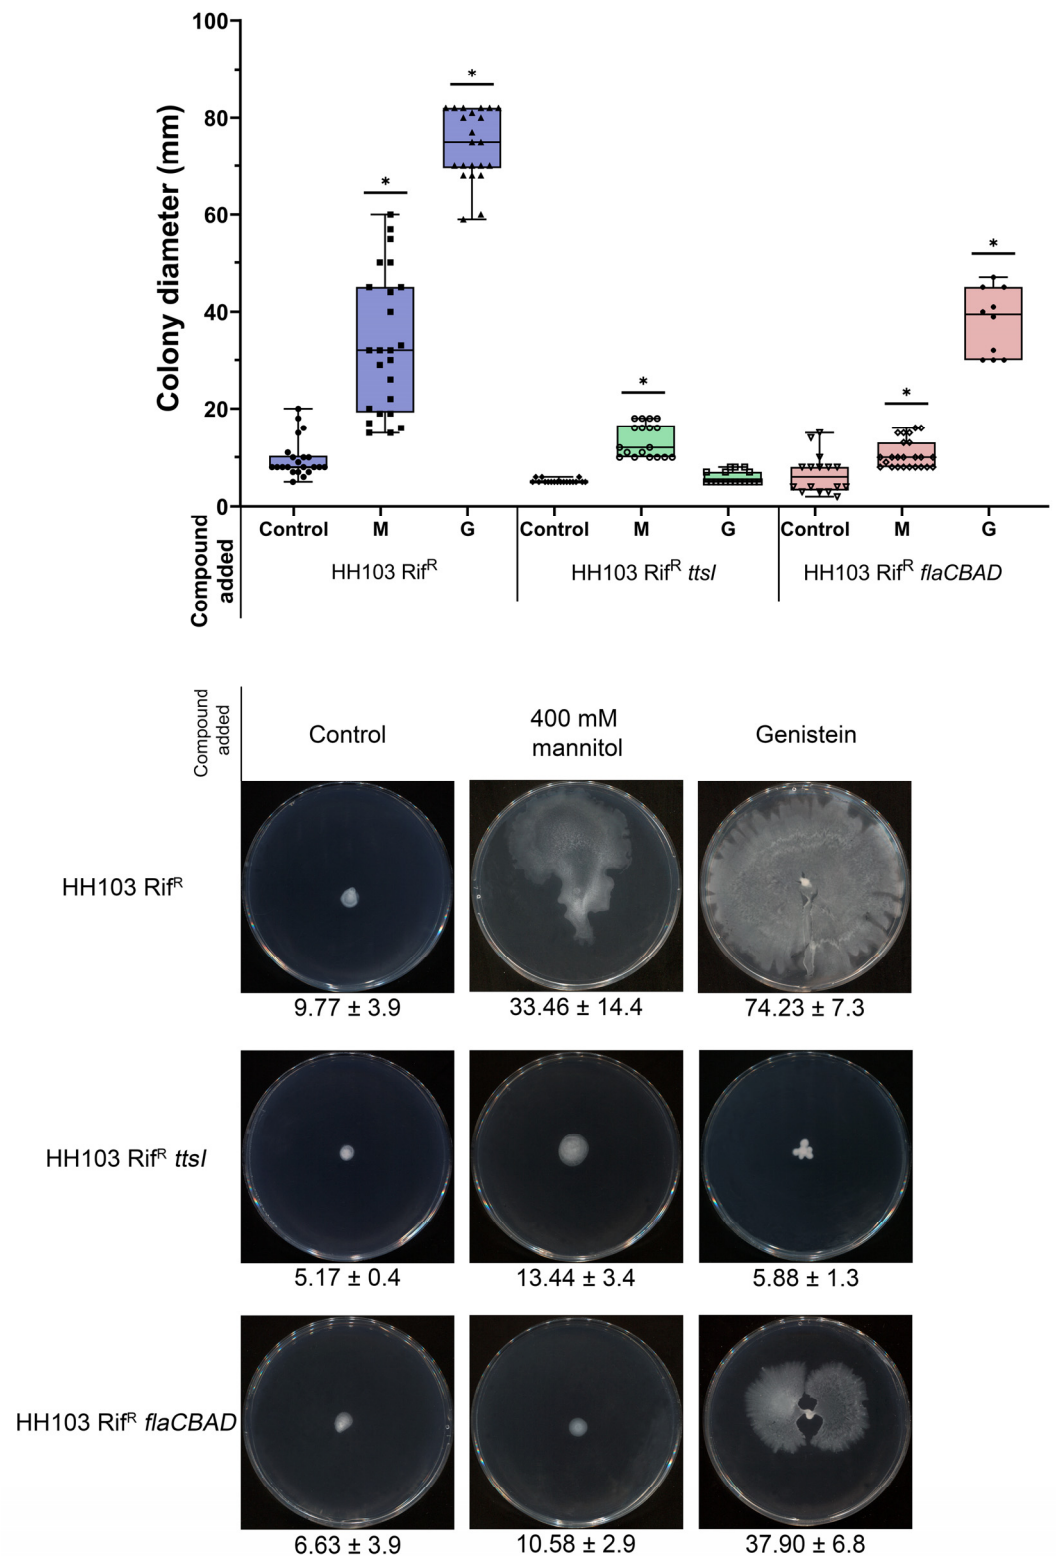 100
80
60
40
20
0
Colony diameter (mm)
*
*
*
*
*
Compound
added
Control M G Control M G Control M G
HH103 Rifᴿ HH103 Rifᴿ ttsI HH103 Rifᴿ flaCBAD
Compound
added
Control
400 mM
mannitol
Genistein
HH103 Rifᴿ
9.77 ± 3.9 33.46 ± 14.4 74.23 ± 7.3
HH103 Rifᴿ ttsI
5.17 ± 0.4 13.44 ± 3.4 5.88 ± 1.3
HH103 Rifᴿ flaCBAD
6.63 ± 3.9 10.58 ± 2.9 37.90 ± 6.8